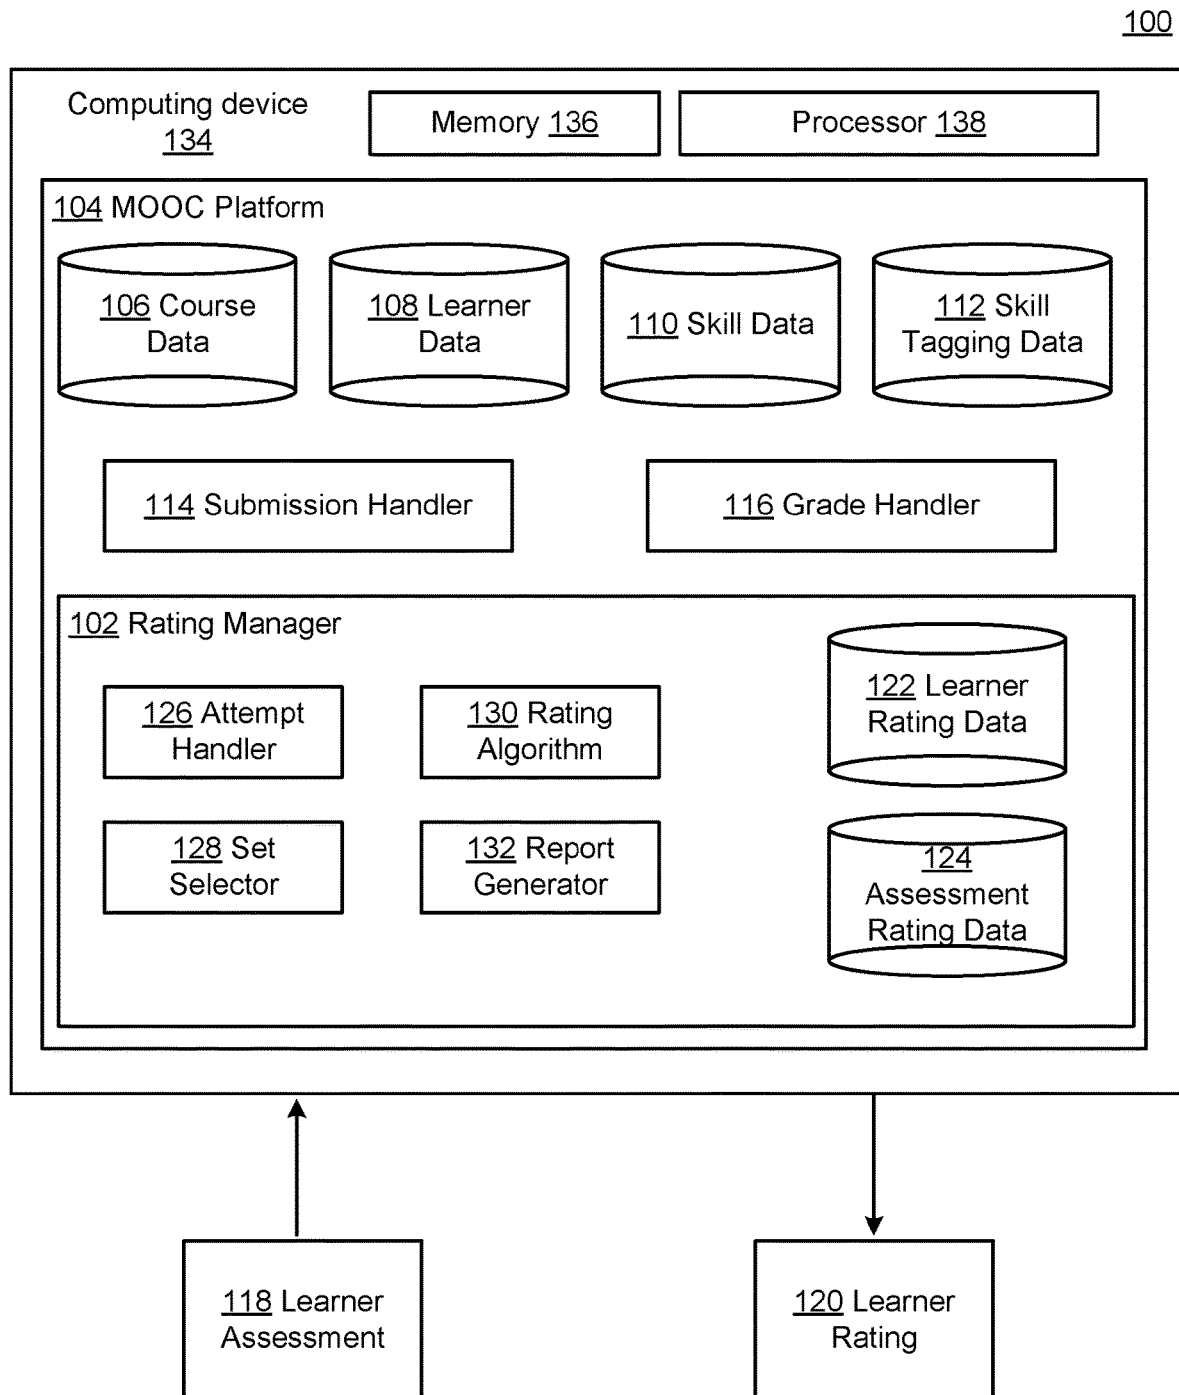 100
Computing device
134
Memory 136
Processor 138
104 MOOC Platform
106 Course
Data
108 Learner
Data
110 Skill Data
112 Skill
Tagging Data
114 Submission Handler
116 Grade Handler
102 Rating Manager
126 Attempt
Handler
130 Rating
Algorithm
122 Learner
Rating Data
128 Set
Selector
132 Report
Generator
124
Assessment
Rating Data
118 Learner
Assessment
120 Learner
Rating